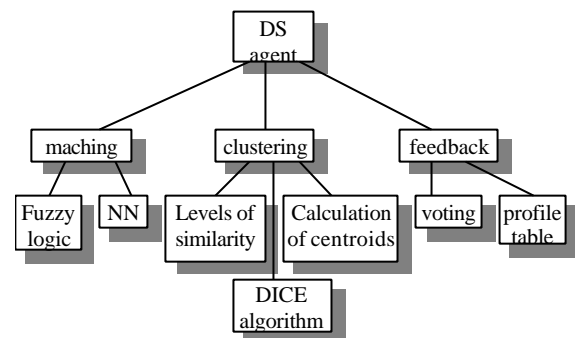 DS
agent
maching
clustering
feedback
Fuzzy
logic
NN
Levels of
similarity
Calculation
of centroids
voting
profile
table
DICE
algorithm